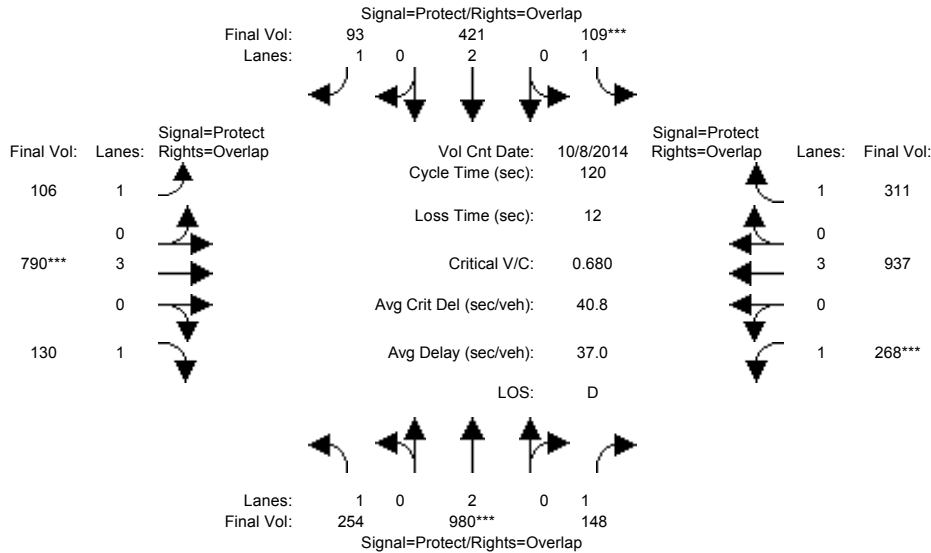 Signal=Protect/Rights=Overlap
Final Vol: 93 421 109***
Lanes: 1 0 2 0 1
Signal=Protect Signal=Protect
Final Vol: Lanes: Rights=Overlap Vol Cnt Date: 10/8/2014 Rights=Overlap Lanes: Final Vol:
Cycle Time (sec): 120
106 1 1 311
Loss Time (sec): 12
0 0
790*** 3 Critical V/C: 0.680 3 937
0 Avg Crit Del (sec/veh): 40.8 0
130 1 Avg Delay (sec/veh): 37.0 1 268***
LOS: D
Lanes: 1 0 2 0 1
Final Vol: 254 980*** 148
Signal=Protect/Rights=Overlap